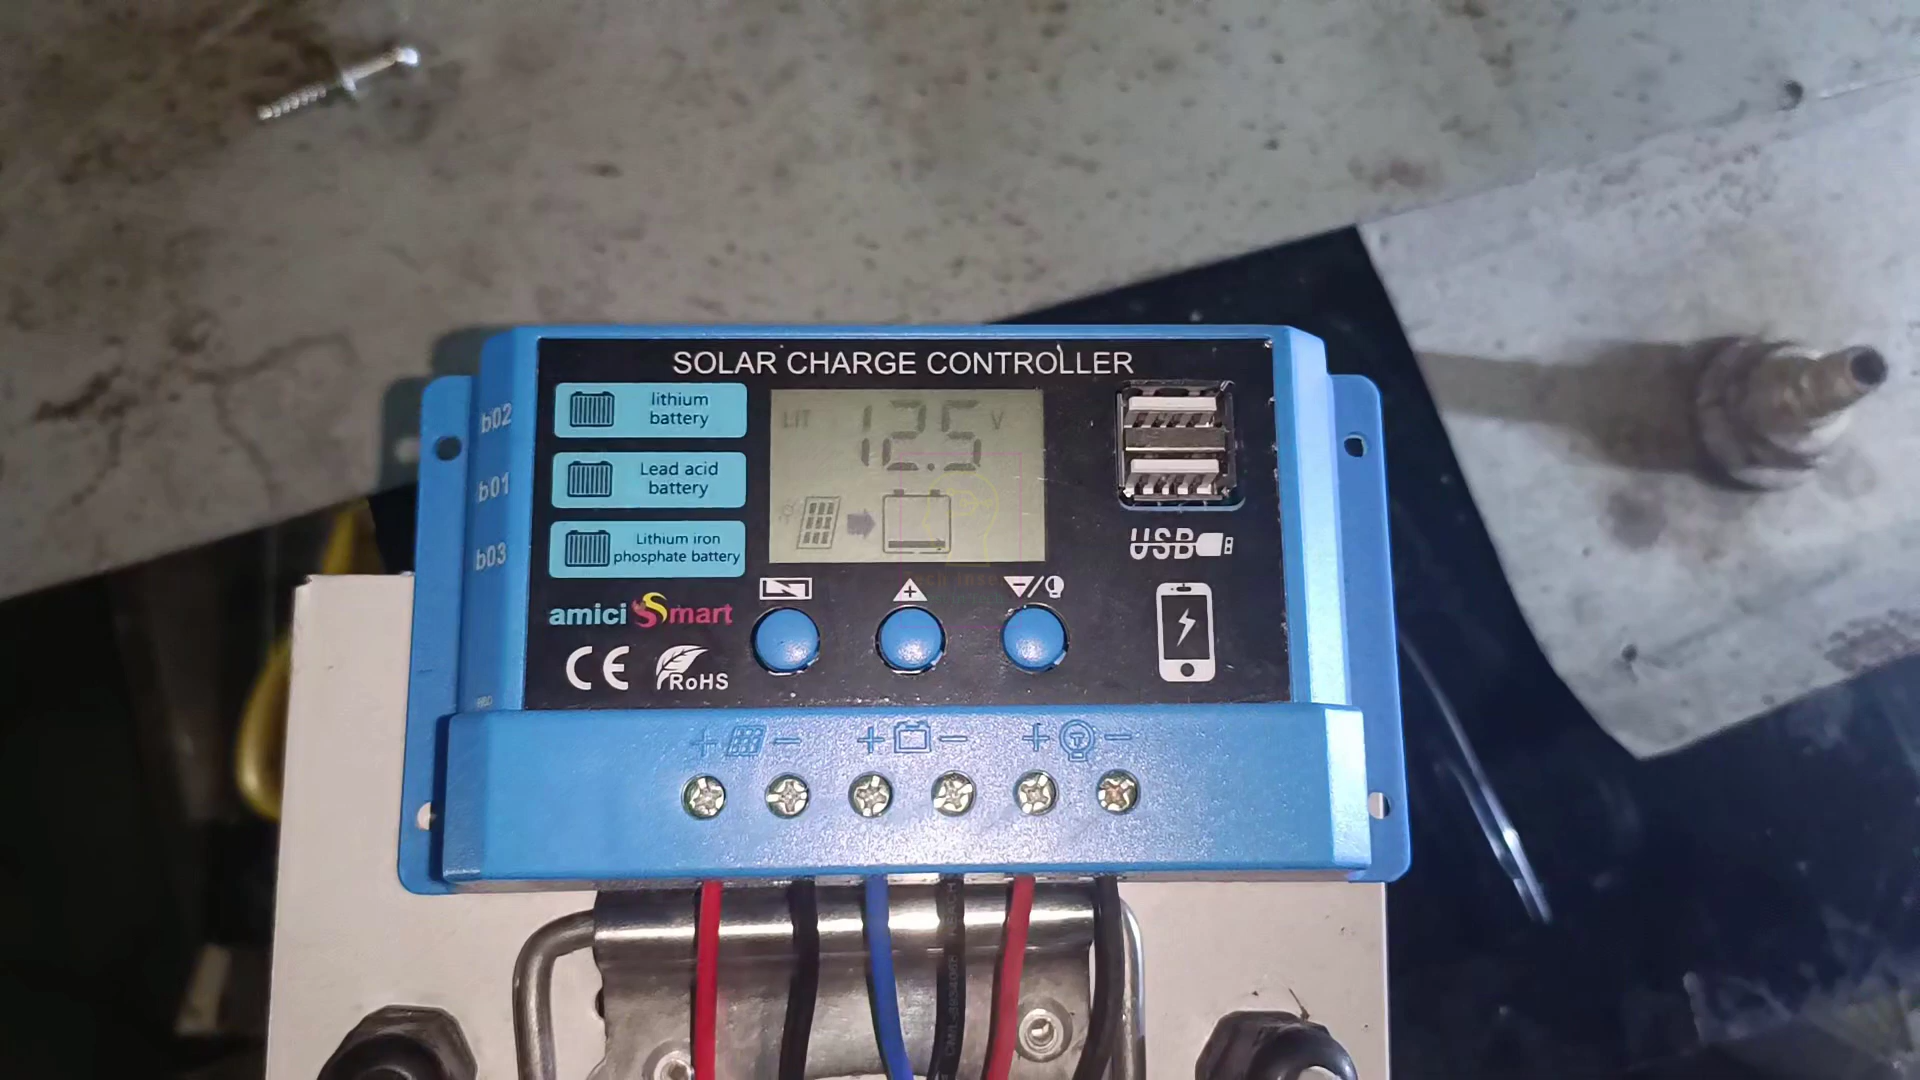 SOLAR CHARGE CONTROLLER
b02
lithium
battery
b01
Lead acid
battery
b03
Lithium iron
phosphate battery
LIT 12.5 V
USB
amici Smart
CE RoHS
+ −
+ −
+ −